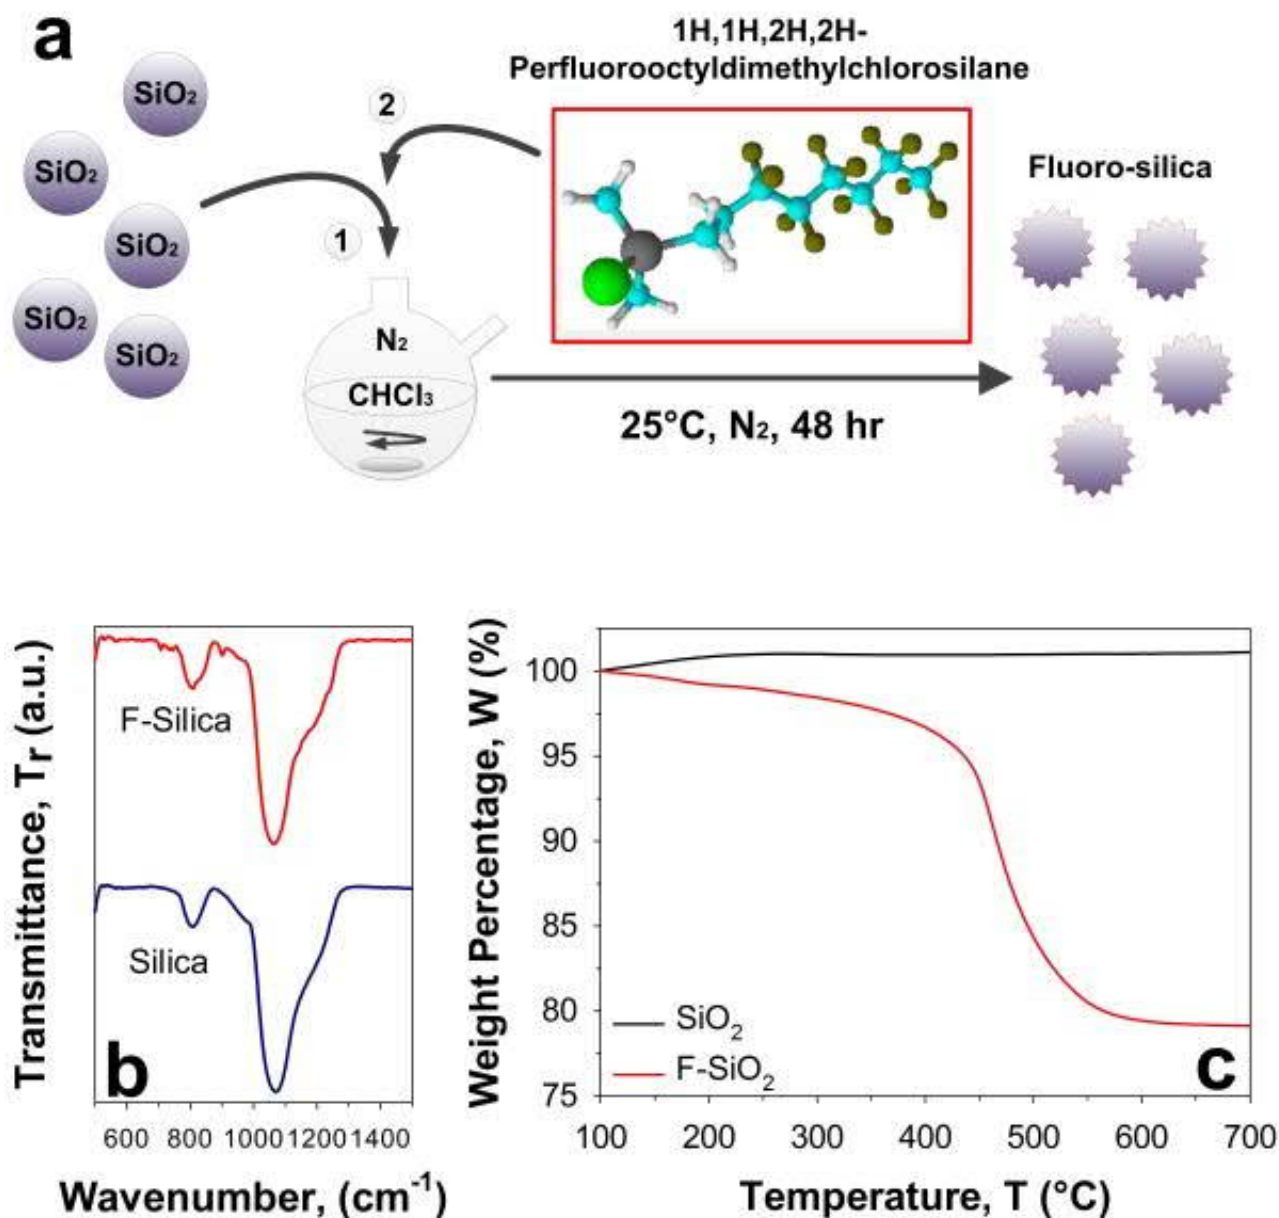 a
1H,1H,2H,2H-
Perfluorooctyldimethylchlorosilane
SiO₂
SiO₂
SiO₂
SiO₂
SiO₂
2
1
N₂
CHCl₃
25°C, N₂, 48 hr
Fluoro-silica
Transmittance, Tᵣ (a.u.)
F-Silica
Silica
b
600 800 1000 1200 1400
Wavenumber, (cm⁻¹)
Weight Percentage, W (%)
100
95
90
85
80
75
SiO₂
F-SiO₂
c
100 200 300 400 500 600 700
Temperature, T (°C)